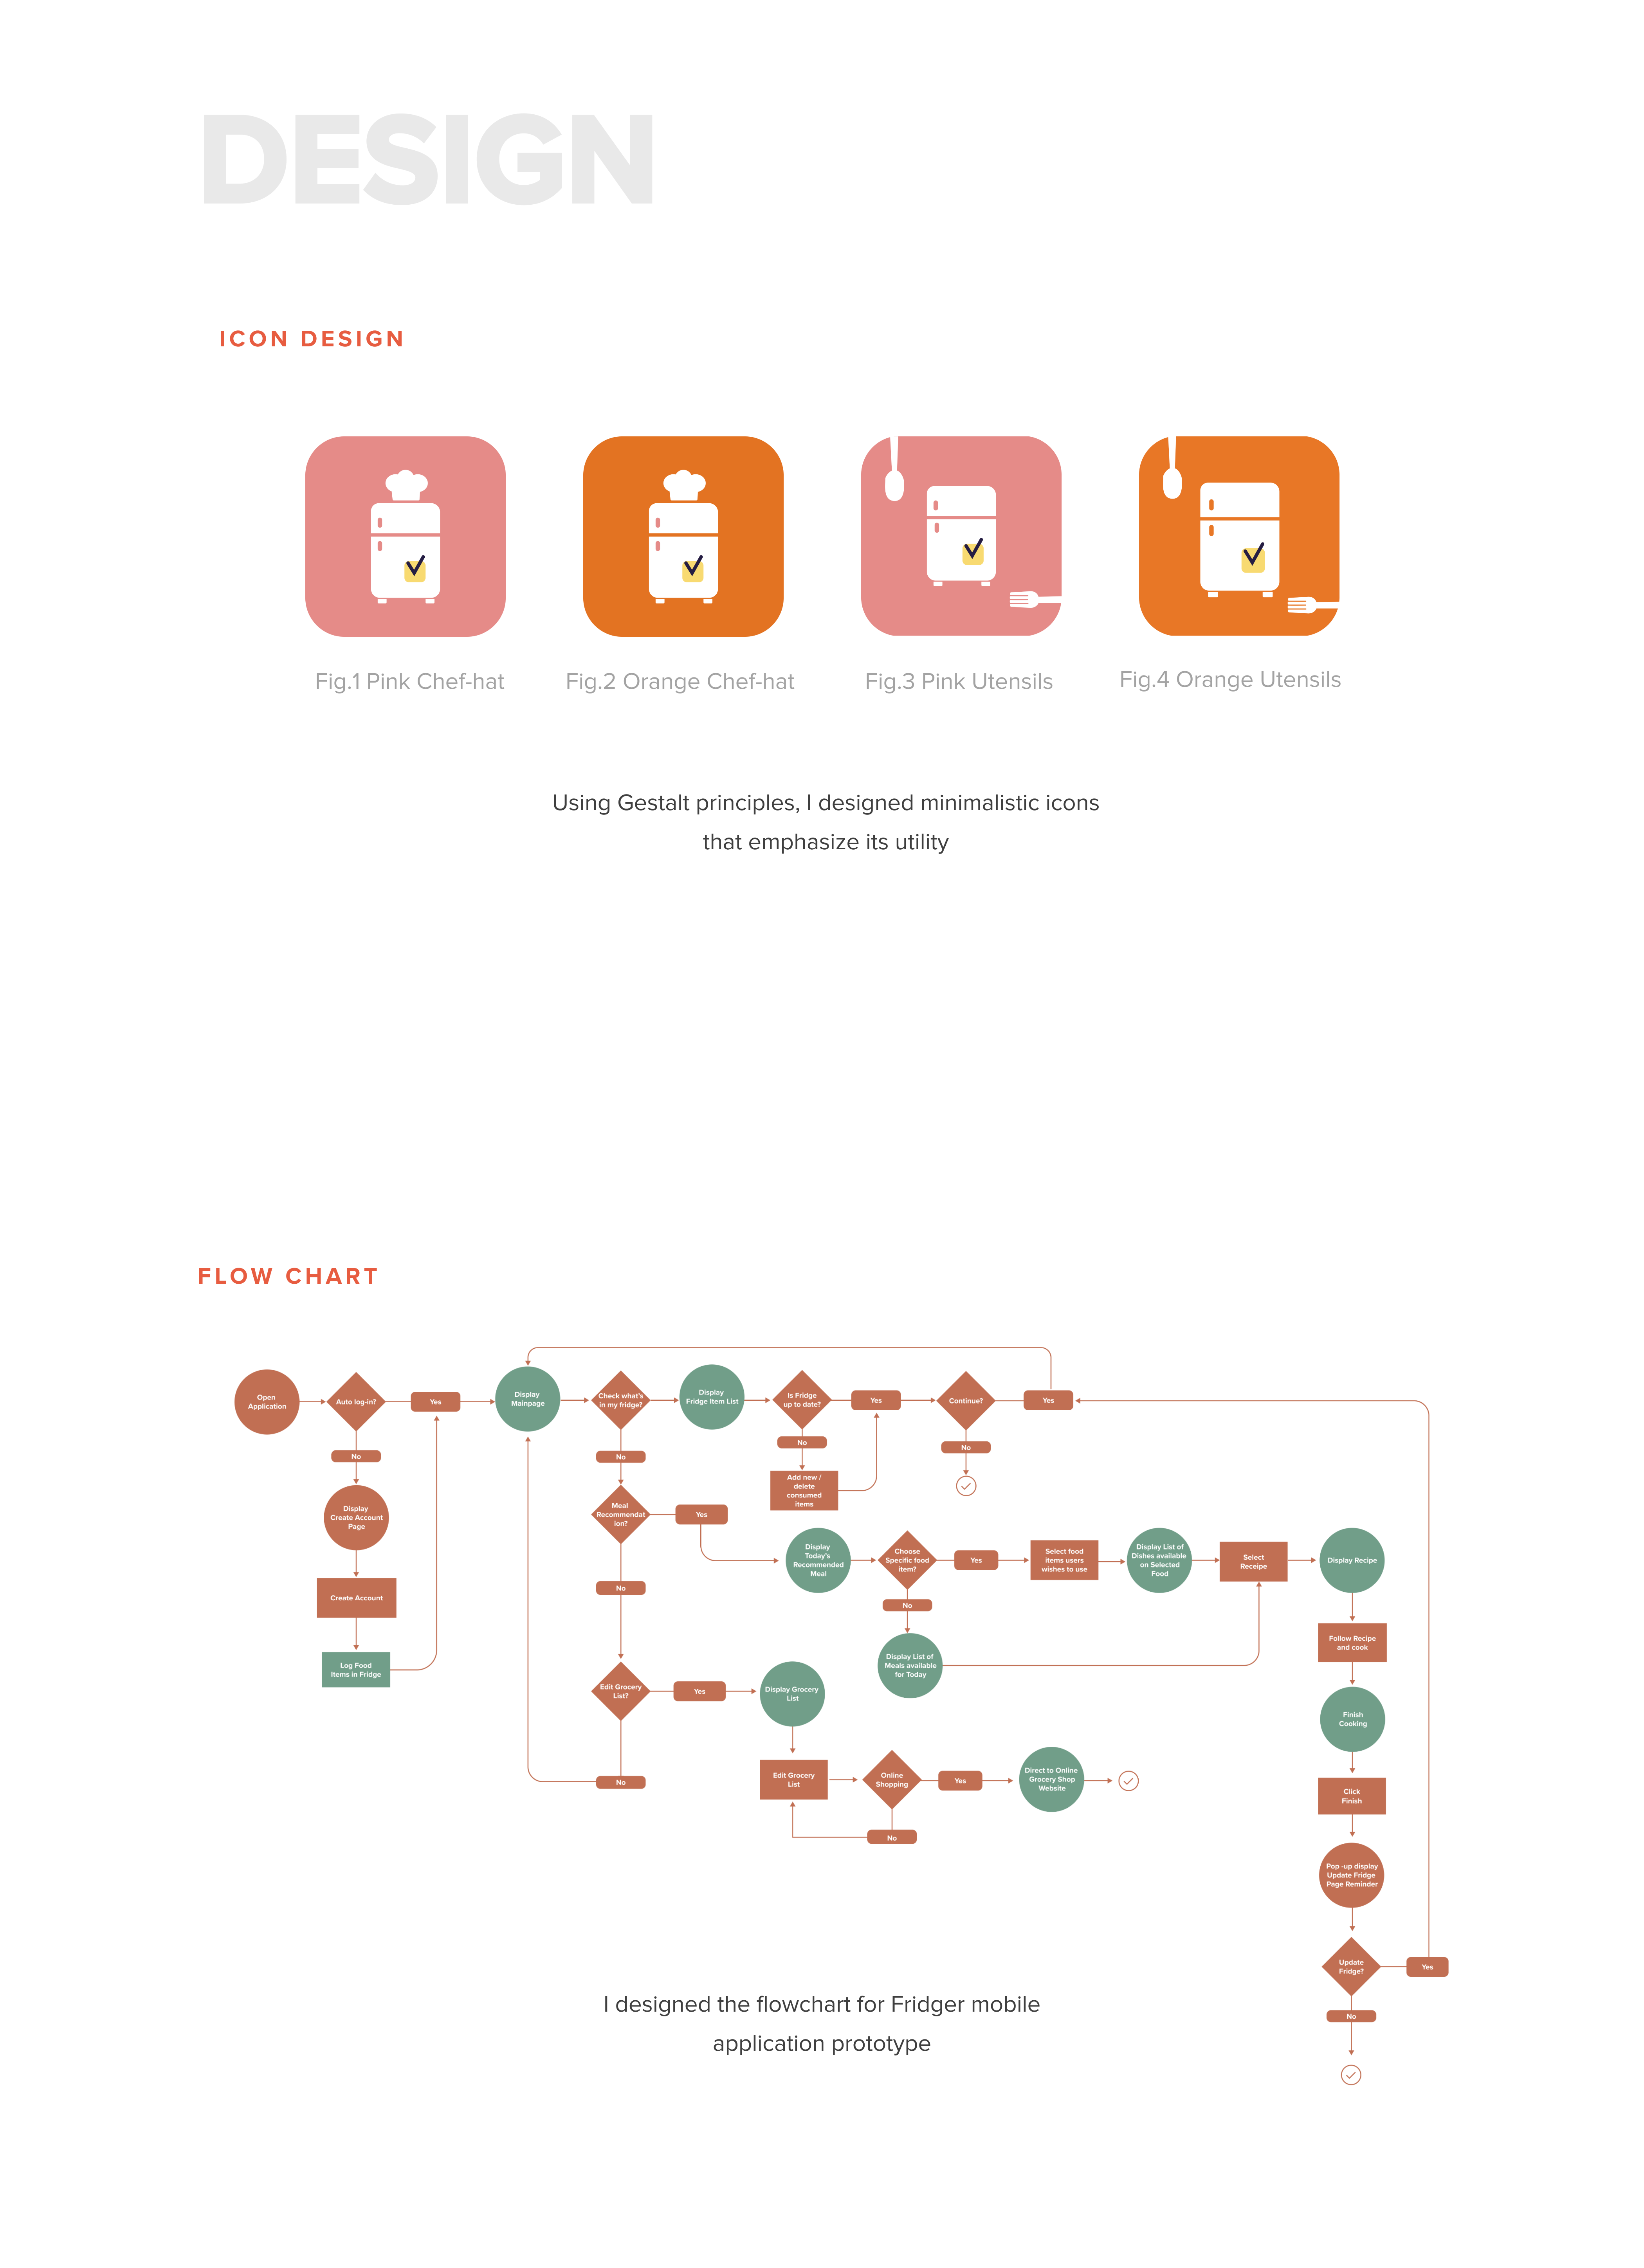 DESIGN
ICON DESIGN
Fig.1 Pink Chef-hat
Fig.2 Orange Chef-hat
Fig.3 Pink Utensils
Fig.4 Orange Utensils
Using Gestalt principles, I designed minimalistic icons
that emphasize its utility
FLOW CHART
Open
Application
Auto log-in?
Yes
No
Display
Create Account
Page
Create Account
Log Food
Items in Fridge
Display
Mainpage
Check what's
in my fridge?
Display
Fridge Item List
Is Fridge
up to date?
Yes
No
Add new /
delete
consumed
items
Continue?
Yes
No
No
Meal
Recommendat
ion?
Yes
Display
Today's
Recommended
Meal
Choose
Specific food
item?
Yes
Select food
items users
wishes to use
Display List of
Dishes available
on Selected
Food
Select
Receipe
Display Recipe
No
Display List of
Meals available
for Today
No
Edit Grocery
List?
Yes
Display Grocery
List
No
Edit Grocery
List
Online
Shopping
Yes
Direct to Online
Grocery Shop
Website
No
Follow Recipe
and cook
Finish
Cooking
Click
Finish
Pop -up display
Update Fridge
Page Reminder
Update
Fridge?
Yes
No
I designed the flowchart for Fridger mobile
application prototype